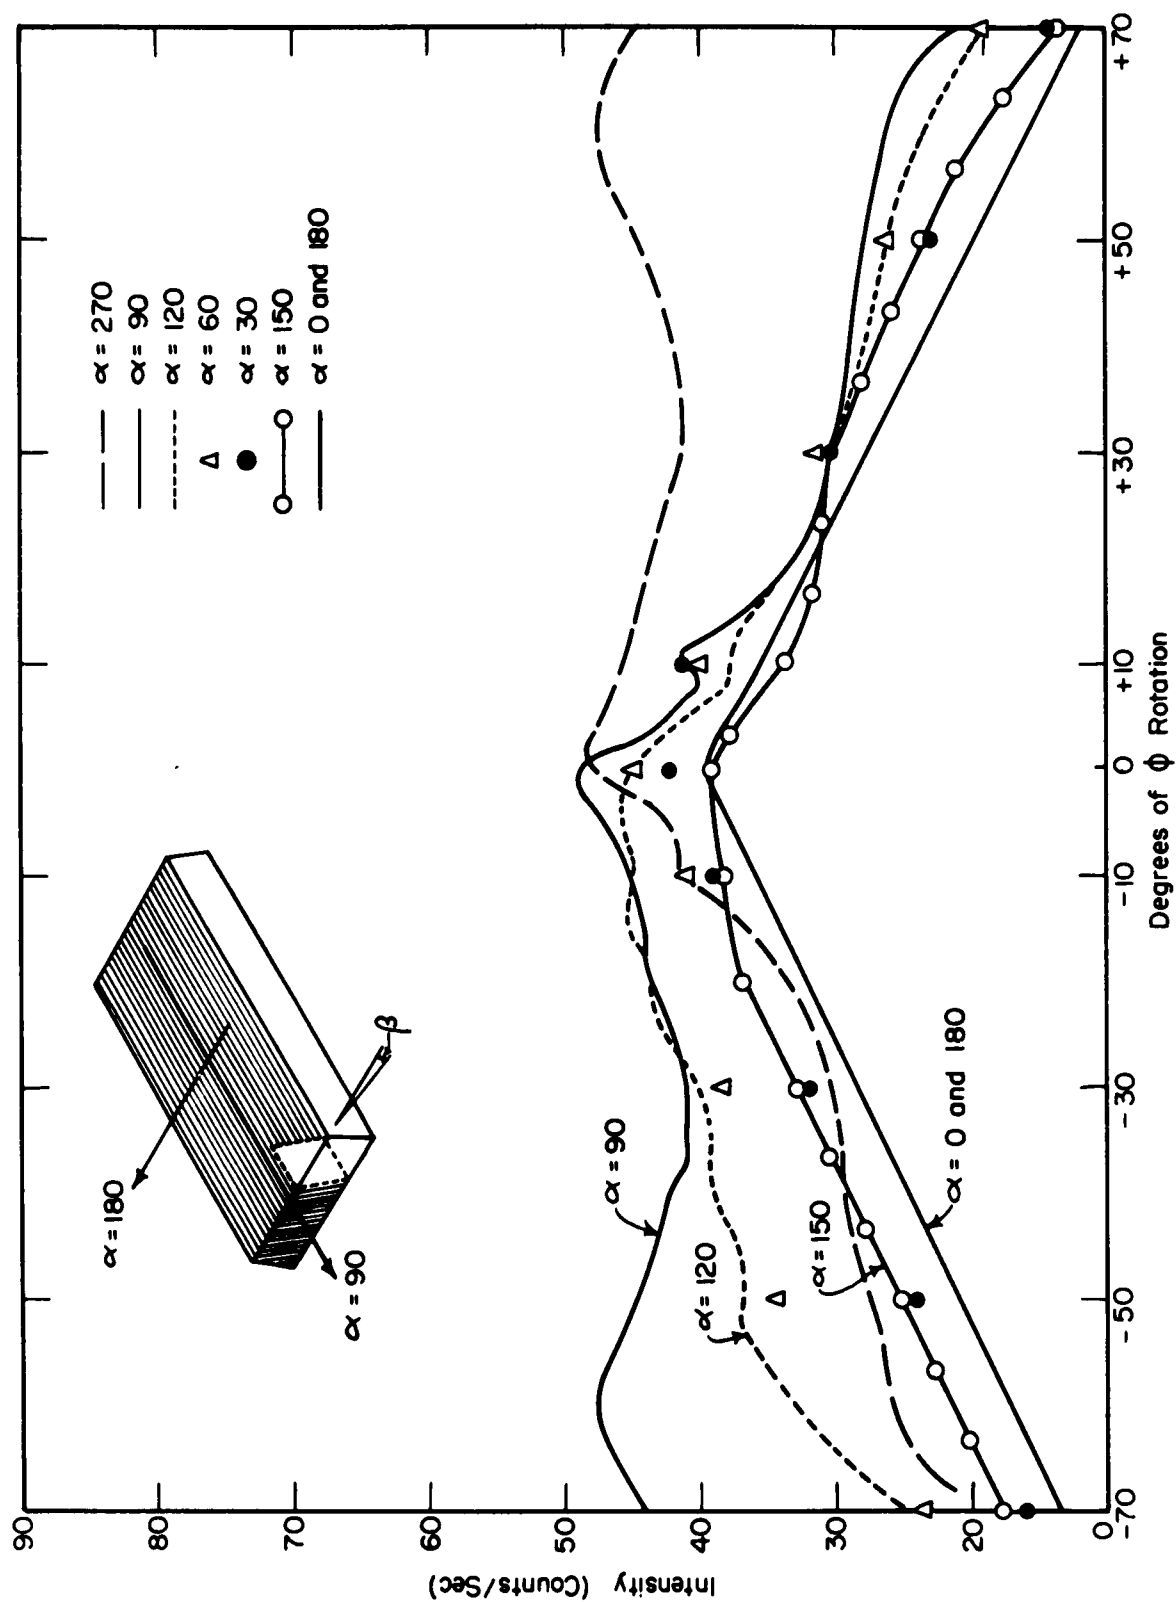 90
80
70
60
50
40
30
20
0
Intensity (Counts/Sec)
-70
-50
-30
-10
0
+10
+30
+50
+70
Degrees of ϕ Rotation
α = 270
α = 90
α = 120
α = 60
α = 30
α = 150
α = 0 and 180
α = 180
α = 90
β
α = 90
α = 120
α = 150
α = 0 and 180